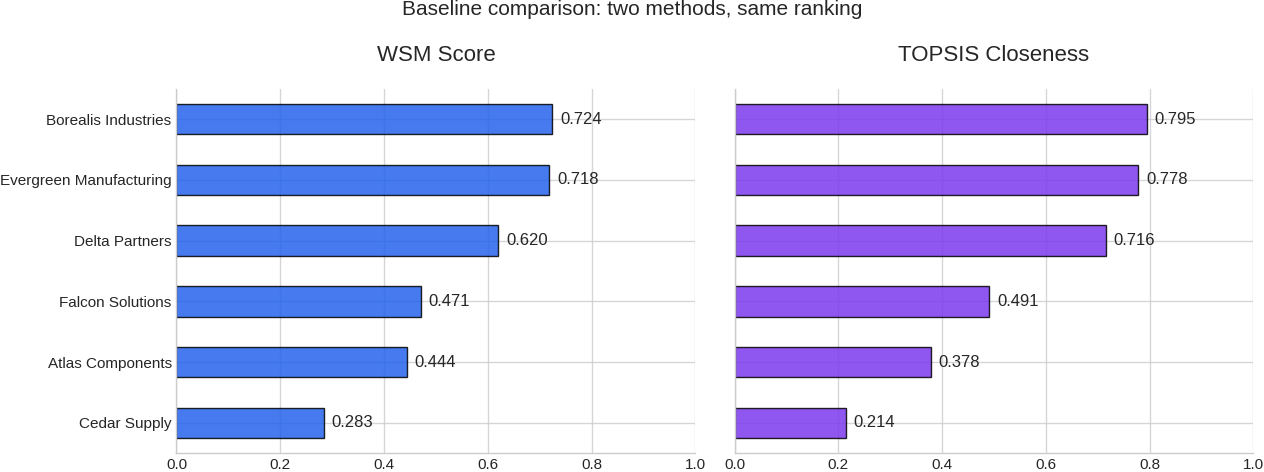 Baseline comparison: two methods, same ranking
WSM Score
Borealis Industries
0.724
Evergreen Manufacturing
0.718
Delta Partners
0.620
Falcon Solutions
0.471
Atlas Components
0.444
Cedar Supply
0.283
0.0 0.2 0.4 0.6 0.8 1.0
TOPSIS Closeness
0.795
0.778
0.716
0.491
0.378
0.214
0.0 0.2 0.4 0.6 0.8 1.0